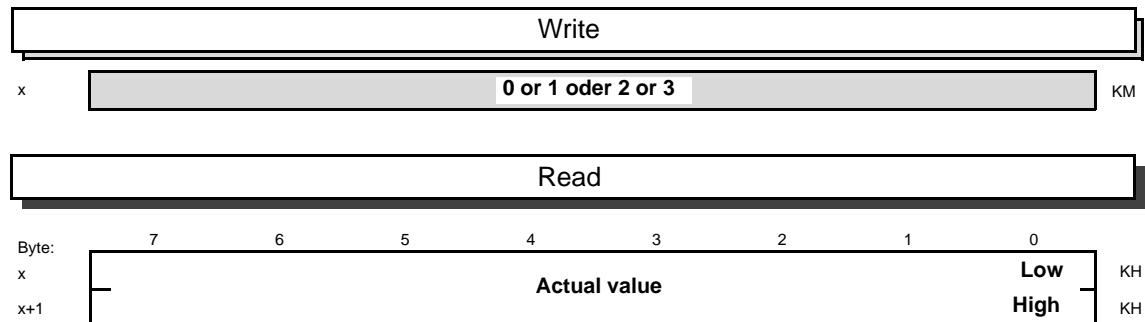 Write
x 0 or 1 oder 2 or 3 KM
Read
Byte: 7 6 5 4 3 2 1 0
x Low KH
Actual value
x+1 High KH